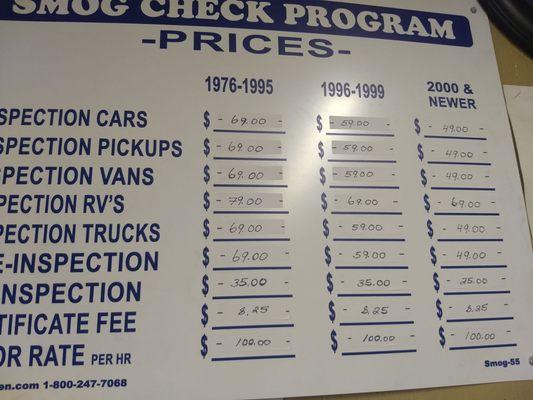 SMOG CHECK PROGRAM
-PRICES-
1976-1995 1996-1999 2000 & NEWER
SPECTION CARS $ - 69.00 - $ - 59.00 - $ - 49.00 -
SPECTION PICKUPS $ - 69.00 - $ - 59.00 - $ - 49.00 -
SPECTION VANS $ - 69.00 - $ - 59.00 - $ - 49.00 -
PECTION RV'S $ - 79.00 - $ - 69.00 - $ - 69.00 -
PECTION TRUCKS $ - 69.00 - $ - 59.00 - $ - 49.00 -
E-INSPECTION $ - 69.00 - $ - 59.00 - $ - 49.00 -
INSPECTION $ - 35.00 - $ - 35.00 - $ - 25.00 -
TIFICATE FEE $ - 8.25 - $ - 8.25 - $ - 8.25 -
OR RATE PER HR $ - 100.00 - $ - 100.00 - $ - 100.00 -
en.com 1-800-247-7068 Smog-55